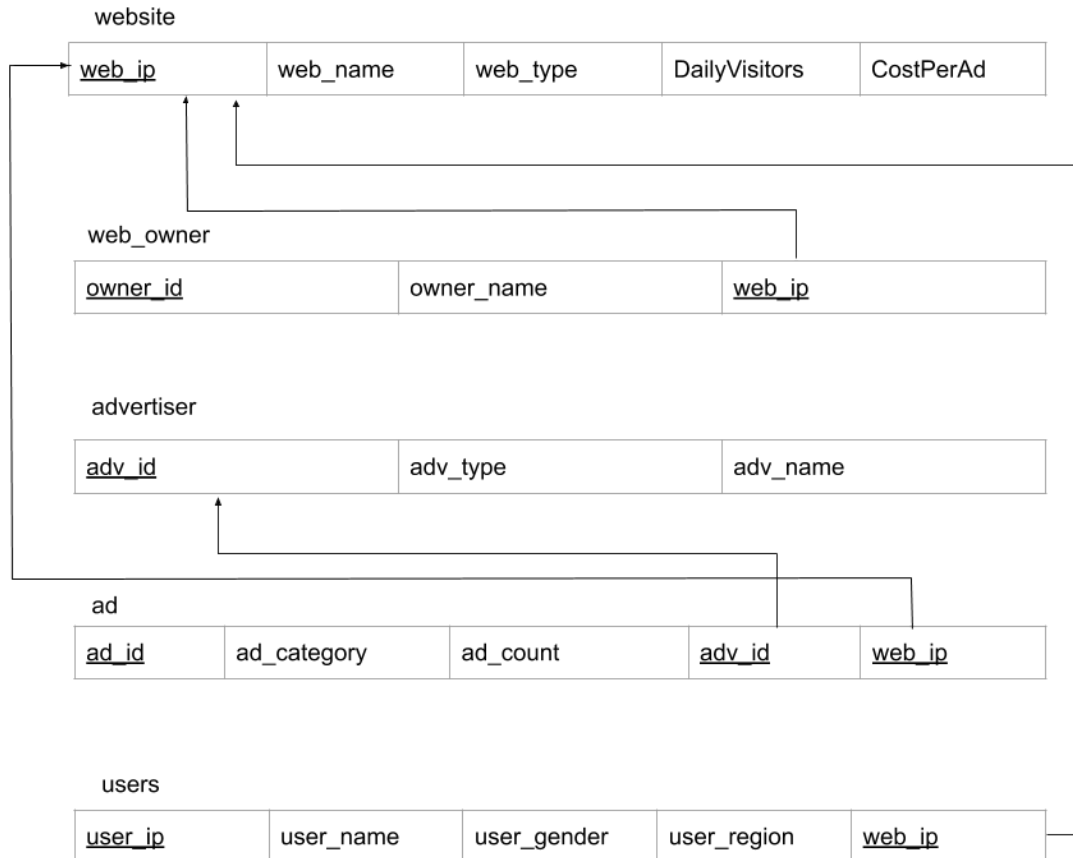 website
web_ip web_name web_type DailyVisitors CostPerAd
web_owner
owner_id owner_name web_ip
advertiser
adv_id adv_type adv_name
ad
ad_id ad_category ad_count adv_id web_ip
users
user_ip user_name user_gender user_region web_ip